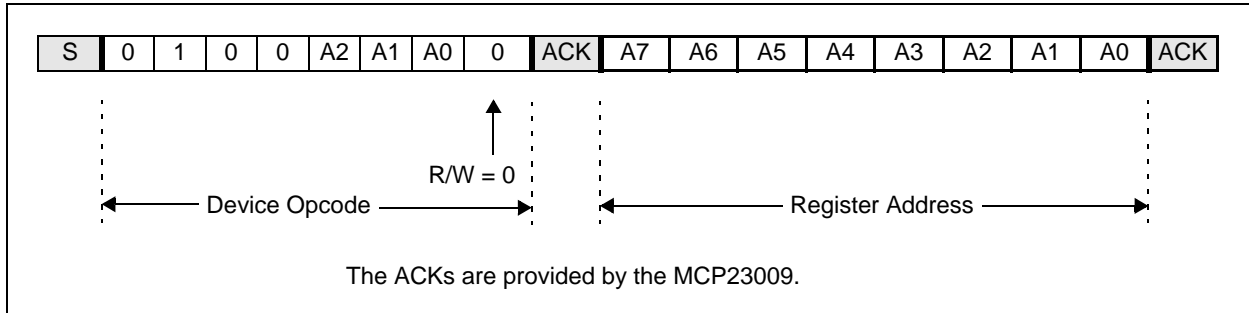 S 0 1 0 0 A2 A1 A0 0 ACK A7 A6 A5 A4 A3 A2 A1 A0 ACK
R/W = 0
Device Opcode Register Address
The ACKs are provided by the MCP23009.